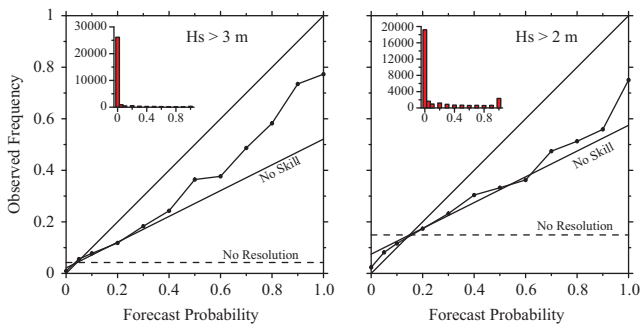 Hs > 3 m
30000
20000
10000
0
0 0.4 0.8
Observed Frequency
1
0.8
0.6
0.4
0.2
0
No Skill
No Resolution
0 0.2 0.4 0.6 0.8 1.0
Forecast Probability
Hs > 2 m
20000
16000
12000
8000
4000
0
0 0.4 0.8
No Skill
No Resolution
0 0.2 0.4 0.6 0.8 1.0
Forecast Probability